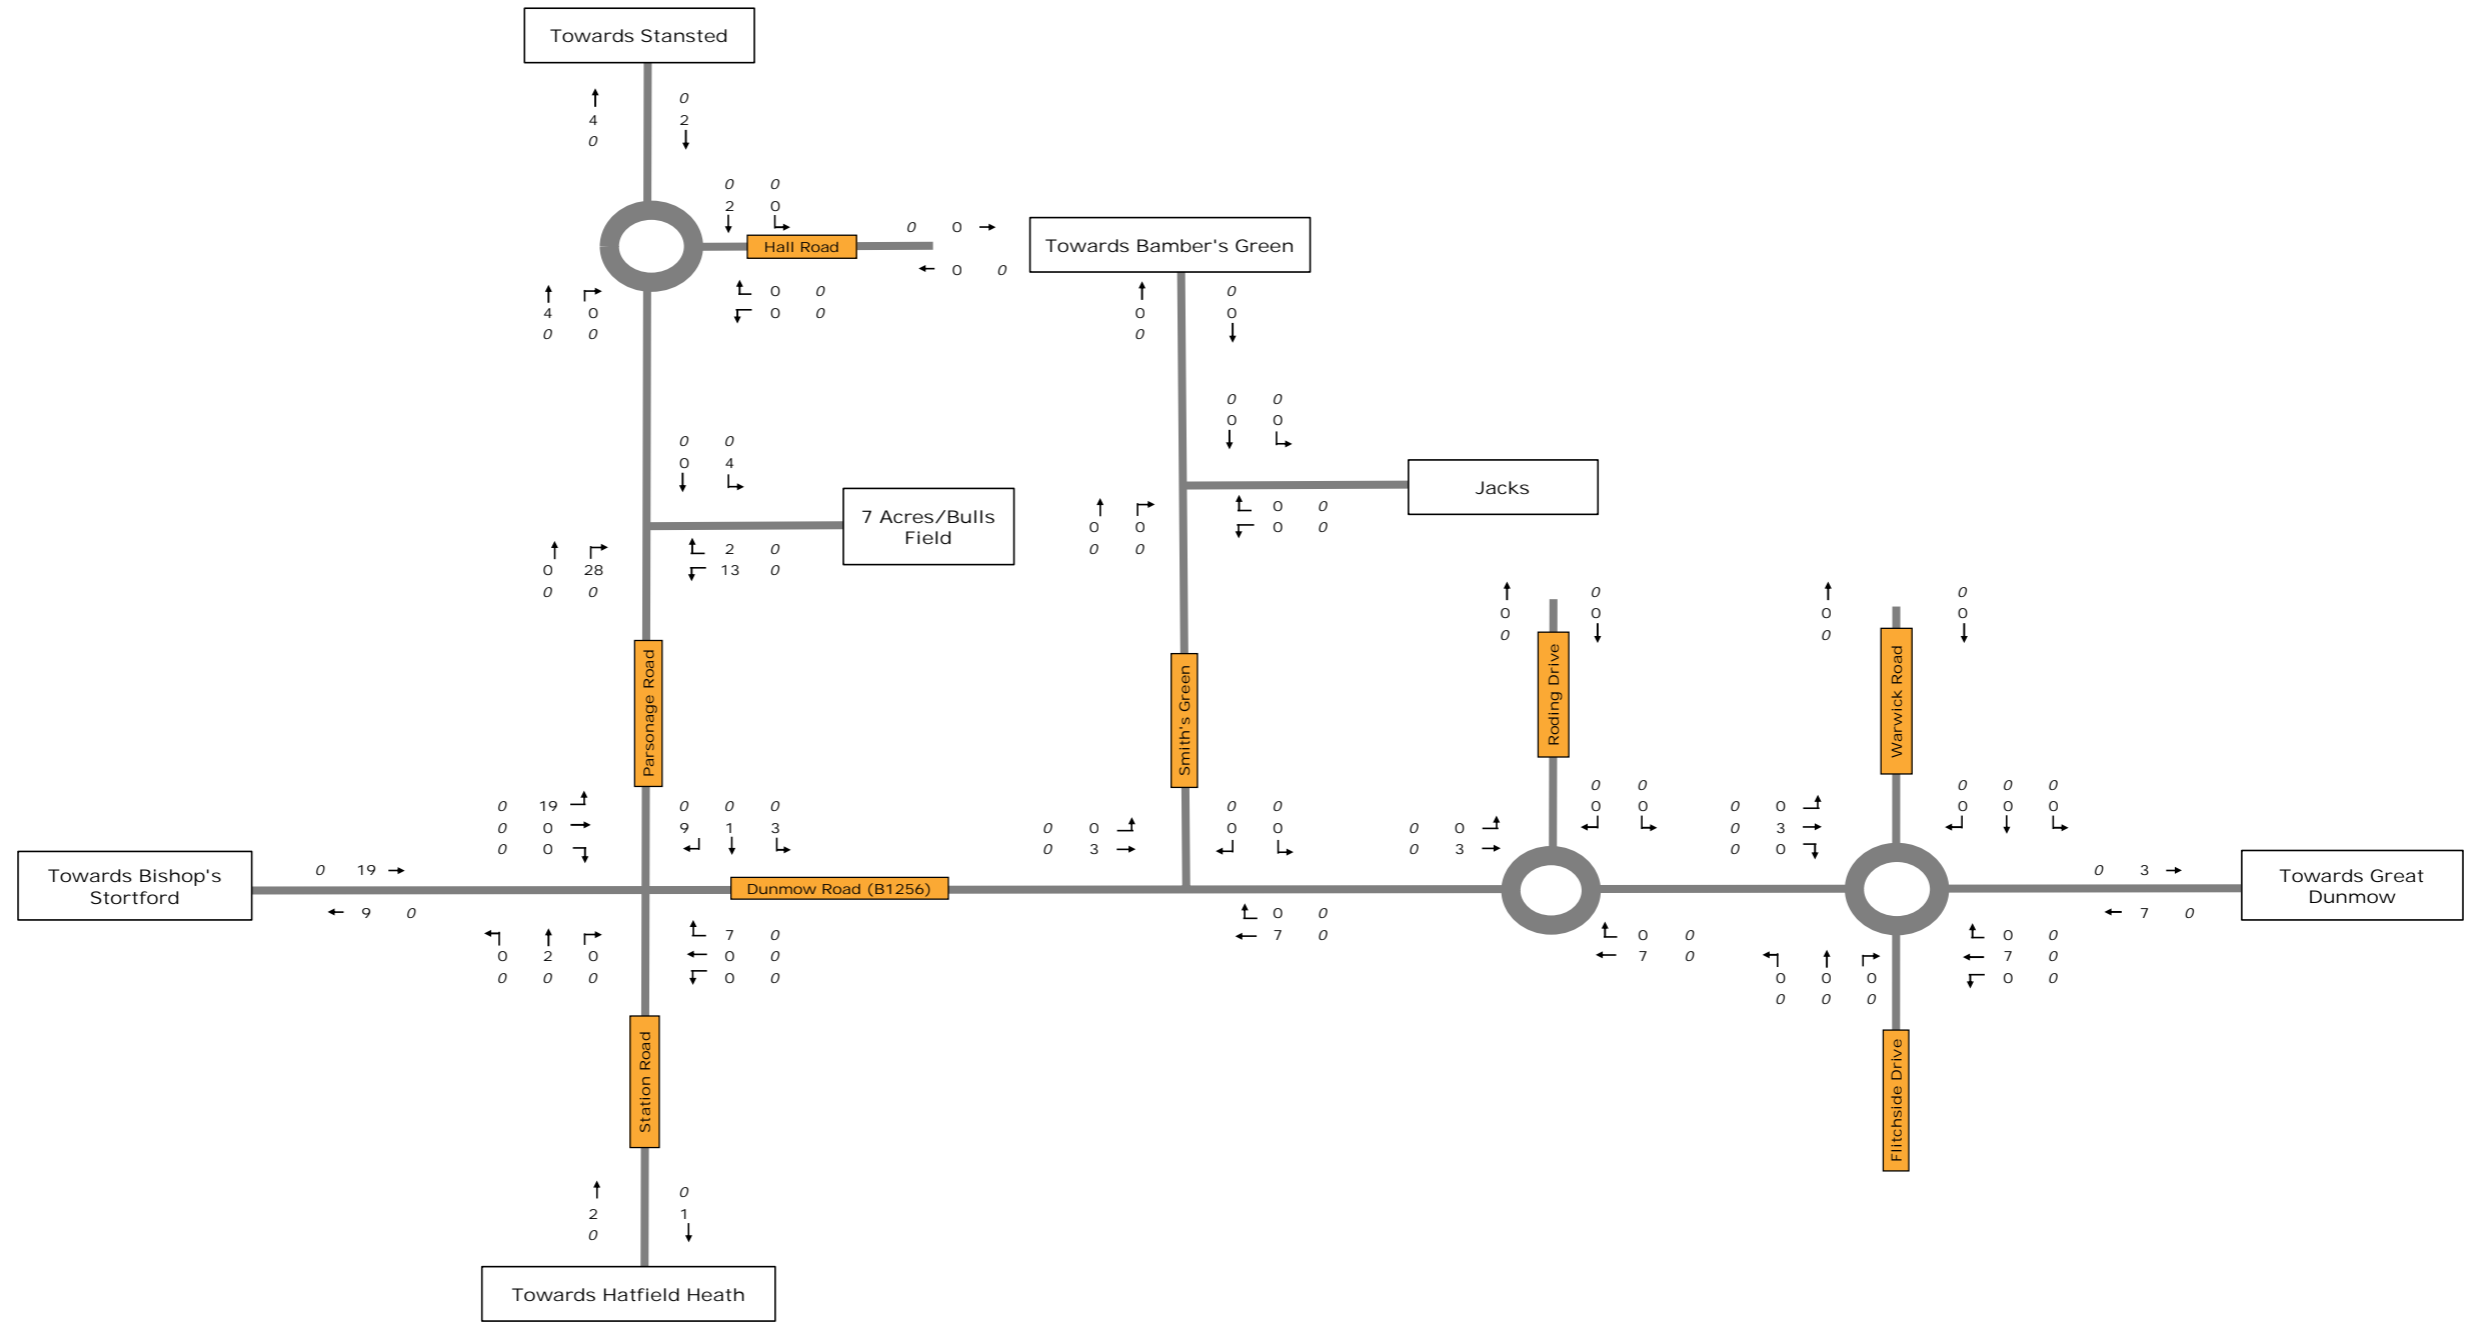 Towards Stansted
0
4 2
0
0 0
2 0
0 0
Hall Road
0 0
4 0 0 0
0 0 0 0
Towards Bamber's Green
0
0 0
0
0 0
0 0
0 0
4 0 0 0
0 0
0 4
7 Acres/Bulls
Field
2 0
0 28 13 0
0 0
0 0
0 0
Jacks
0 0
0 0 0 0
0 0
Parsonage Road
Smith's Green
0
0 0
0
Roding Drive
0
0 0
0
Warwick Road
0 19 0 0 0
0 0 9 1 3
0 0
0 0 0 0
0 3 0 0
0 0 0 0
0 3 0 0
0 0 0 0 0
0 3 0 0 0
0 0
Towards Bishop's
Stortford
0 19
9 0
Dunmow Road (B1256)
0 3
7 0
Towards Great
Dunmow
7 0
0 2 0 0 0
0 0 0 0 0
0 0
7 0
0 0
7 0
0 0
7 0
0 0 0 0 0
0 0 0
Station Road
Flitchside Drive
0
2 1
0
Towards Hatfield Heath